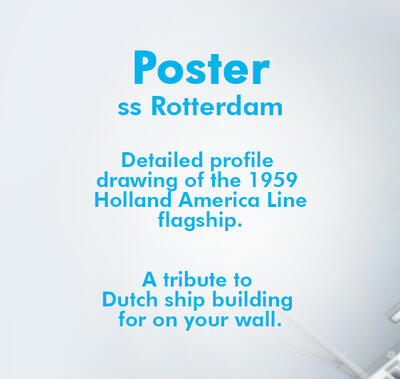 Poster
ss Rotterdam
Detailed profile
drawing of the 1959
Holland America Line
flagship.
A tribute to
Dutch ship building
for on your wall.